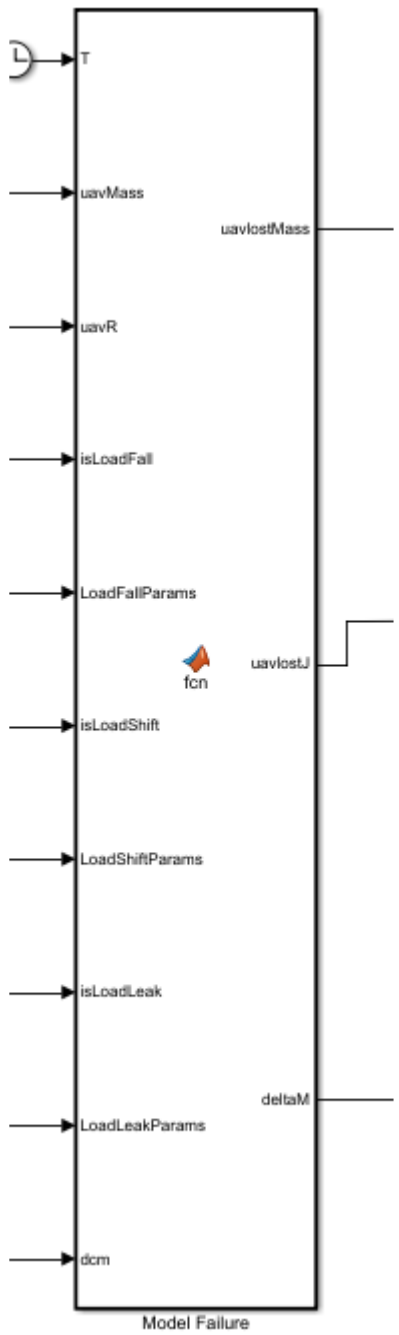 T
uavMass
uavlostMass
uavR
isLoadFall
LoadFallParams
uavlostJ
fcn
isLoadShift
LoadShiftParams
isLoadLeak
deltaM
LoadLeakParams
dcm
Model Failure